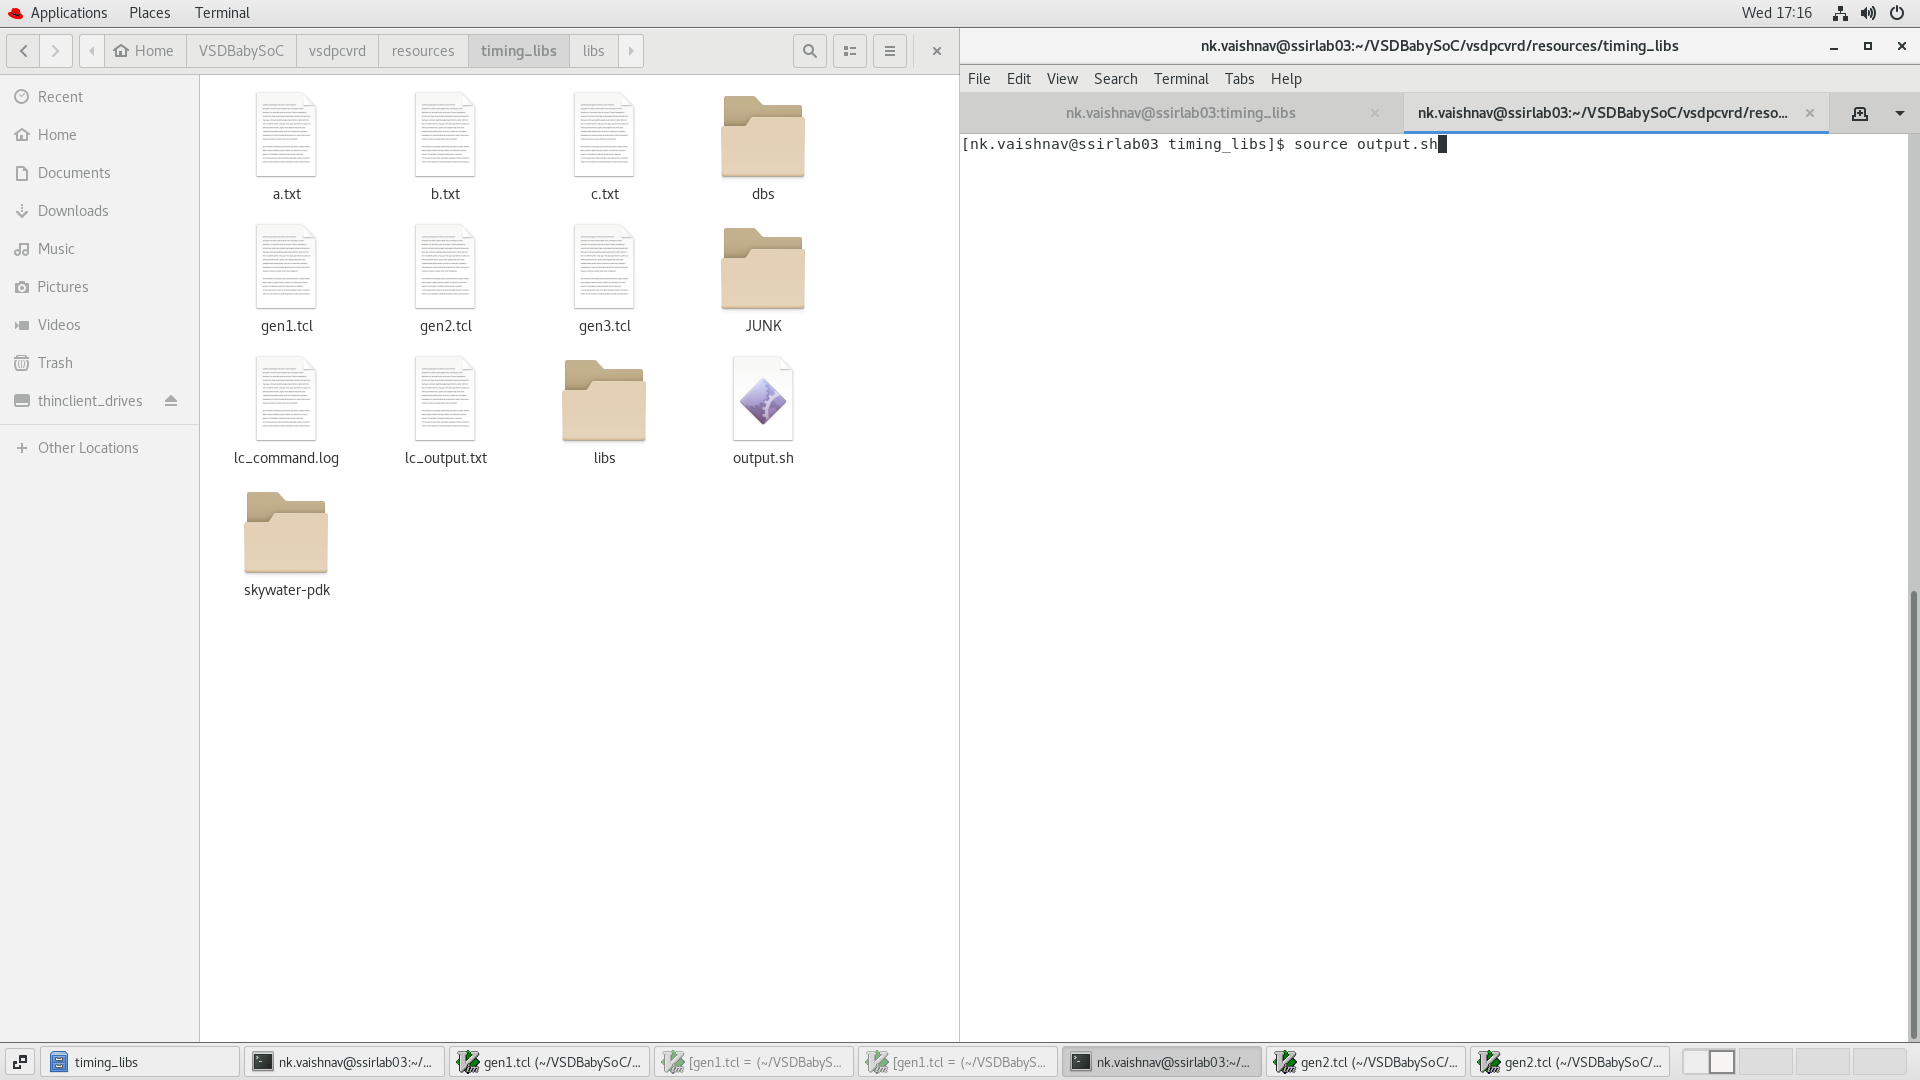 Applications Places Terminal Wed 17:16
Home VSDBabySoC vsdpcvrd resources timing_libs libs
nk.vaishnav@ssirlab03:~/VSDBabySoC/vsdpcvrd/resources/timing_libs
File Edit View Search Terminal Tabs Help
nk.vaishnav@ssirlab03:timing_libs
nk.vaishnav@ssirlab03:~/VSDBabySoC/vsdpcvrd/reso...
[nk.vaishnav@ssirlab03 timing_libs]$ source output.sh
Recent
Home
Documents
Downloads
Music
Pictures
Videos
Trash
thinclient_drives
Other Locations
a.txt b.txt c.txt dbs
gen1.tcl gen2.tcl gen3.tcl JUNK
lc_command.log lc_output.txt libs output.sh
skywater-pdk
timing_libs
nk.vaishnav@ssirlab03:~/...
gen1.tcl (~/VSDBabySoC/...
[gen1.tcl = (~/VSDBabyS...
[gen1.tcl = (~/VSDBabyS...
nk.vaishnav@ssirlab03:~/...
gen2.tcl (~/VSDBabySoC/...
gen2.tcl (~/VSDBabySoC/...